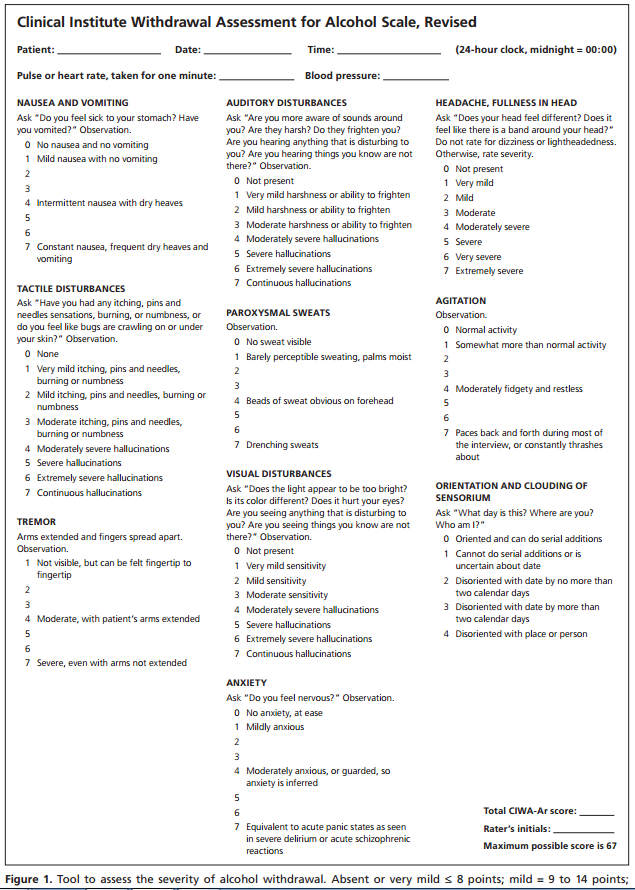 Clinical Institute Withdrawal Assessment for Alcohol Scale, Revised
Patient: Date: Time: (24-hour clock, midnight = 00:00)
Pulse or heart rate, taken for one minute: Blood pressure:
NAUSEA AND VOMITING
Ask “Do you feel sick to your stomach? Have
you vomited?” Observation.
0 No nausea and no vomiting
1 Mild nausea with no vomiting
2
3
4 Intermittent nausea with dry heaves
5
6
7 Constant nausea, frequent dry heaves and
vomiting
TACTILE DISTURBANCES
Ask “Have you had any itching, pins and
needles sensations, burning, or numbness, or
do you feel like bugs are crawling on or under
your skin?” Observation.
0 None
1 Very mild itching, pins and needles,
burning or numbness
2 Mild itching, pins and needles, burning or
numbness
3 Moderate itching, pins and needles,
burning or numbness
4 Moderately severe hallucinations
5 Severe hallucinations
6 Extremely severe hallucinations
7 Continuous hallucinations
TREMOR
Arms extended and fingers spread apart.
Observation.
1 Not visible, but can be felt fingertip to
fingertip
2
3
4 Moderate, with patient’s arms extended
5
6
7 Severe, even with arms not extended
AUDITORY DISTURBANCES
Ask “Are you more aware of sounds around
you? Are they harsh? Do they frighten you?
Are you hearing anything that is disturbing to
you? Are you hearing things you know are not
there?” Observation.
0 Not present
1 Very mild harshness or ability to frighten
2 Mild harshness or ability to frighten
3 Moderate harshness or ability to frighten
4 Moderately severe hallucinations
5 Severe hallucinations
6 Extremely severe hallucinations
7 Continuous hallucinations
PAROXYSMAL SWEATS
Observation.
0 No sweat visible
1 Barely perceptible sweating, palms moist
2
3
4 Beads of sweat obvious on forehead
5
6
7 Drenching sweats
VISUAL DISTURBANCES
Ask “Does the light appear to be too bright?
Is its color different? Does it hurt your eyes?
Are you seeing anything that is disturbing to
you? Are you seeing things you know are not
there?” Observation.
0 Not present
1 Very mild sensitivity
2 Mild sensitivity
3 Moderate sensitivity
4 Moderately severe hallucinations
5 Severe hallucinations
6 Extremely severe hallucinations
7 Continuous hallucinations
ANXIETY
Ask “Do you feel nervous?” Observation.
0 No anxiety, at ease
1 Mildly anxious
2
3
4 Moderately anxious, or guarded, so
anxiety is inferred
5
6
7 Equivalent to acute panic states as seen
in severe delirium or acute schizophrenic
reactions
HEADACHE, FULLNESS IN HEAD
Ask “Does your head feel different? Does it
feel like there is a band around your head?”
Do not rate for dizziness or lightheadedness.
Otherwise, rate severity.
0 Not present
1 Very mild
2 Mild
3 Moderate
4 Moderately severe
5 Severe
6 Very severe
7 Extremely severe
AGITATION
Observation.
0 Normal activity
1 Somewhat more than normal activity
2
3
4 Moderately fidgety and restless
5
6
7 Paces back and forth during most of
the interview, or constantly thrashes
about
ORIENTATION AND CLOUDING OF
SENSORIUM
Ask “What day is this? Where are you?
Who am I?”
0 Oriented and can do serial additions
1 Cannot do serial additions or is
uncertain about date
2 Disoriented with date by no more than
two calendar days
3 Disoriented with date by more than
two calendar days
4 Disoriented with place or person
Total CIWA-Ar score:
Rater’s initials:
Maximum possible score is 67
Figure 1. Tool to assess the severity of alcohol withdrawal. Absent or very mild ≤ 8 points; mild = 9 to 14 points;